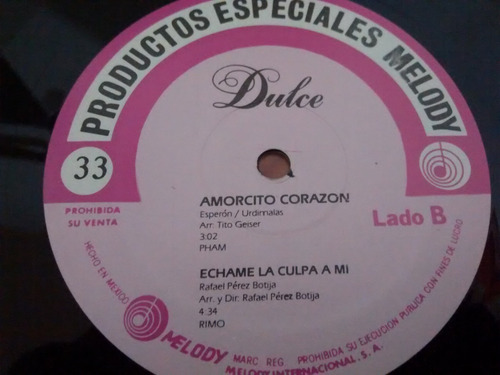 PRODUCTOS ESPECIALES MELODY
Dulce
33
PROHIBIDA
SU VENTA
Lado B
AMORCITO CORAZON
Esperón / Urdimalas
Arr: Tito Geiser
3:02
PHAM
ECHAME LA CULPA A MI
Rafael Pérez Botija
Arr. y Dir: Rafael Pérez Botija
4:34
RIMO
HECHO EN MEXICO
MELODY MARC. REG. PROHIBIDA SU EJECUCION PUBLICA CON FINES DE LUCRO
MELODY INTERNACIONAL, S. A.